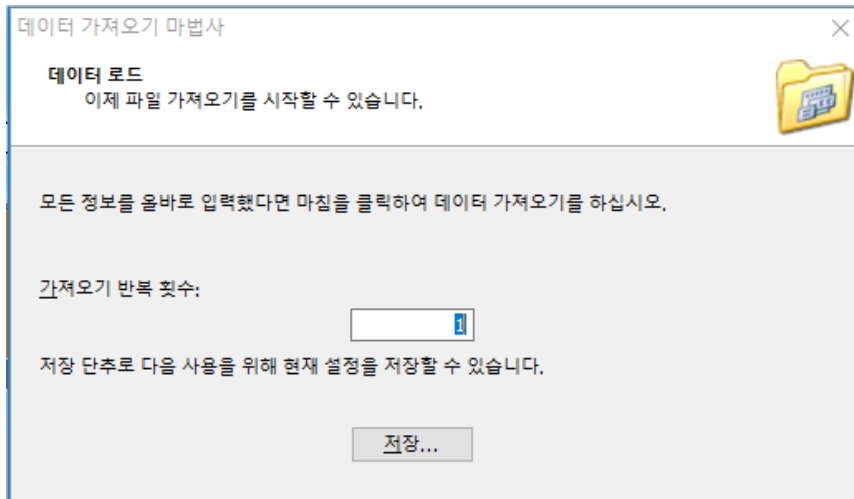 데이터 가져오기 마법사
데이터 로드
이제 파일 가져오기를 시작할 수 있습니다.
모든 정보를 올바로 입력했다면 마침을 클릭하여 데이터 가져오기를 하십시오.
가져오기 반복 횟수:
1
저장 단추로 다음 사용을 위해 현재 설정을 저장할 수 있습니다.
저장...